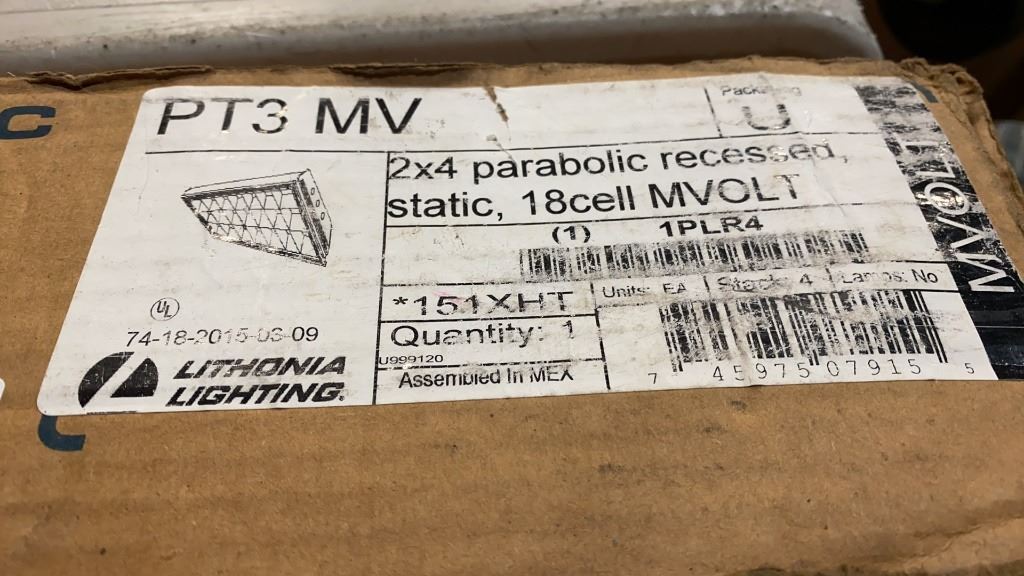 C
PT3 MV
Packaging
U
2x4 parabolic recessed,
static, 18cell MVOLT
(1) 1PLR4
*151XHT
Units: EA
Stack: 4
Lamps: No
Quantity: 1
U999120
Assembled In MEX
UL
74-18-2015-03-09
LITHONIA
LIGHTING.
7 45975 07915 5
MVOLT